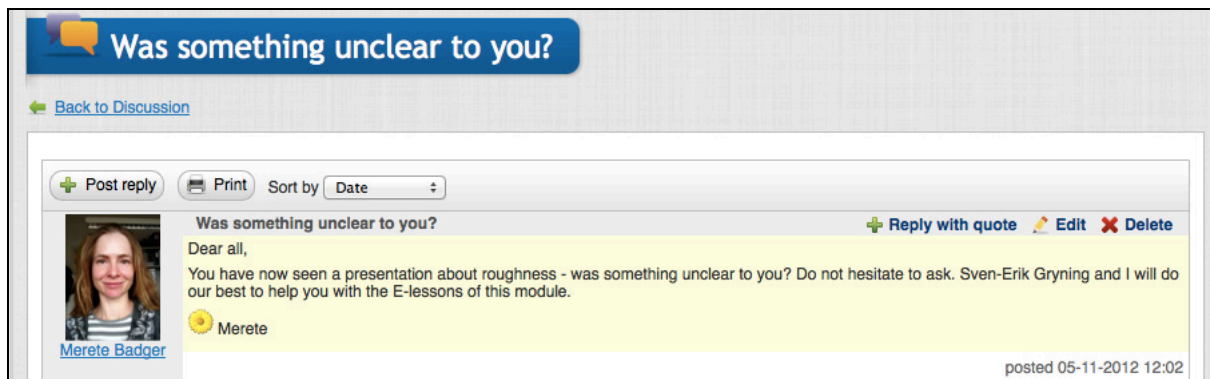 Was something unclear to you?
Back to Discussion
Post reply Print Sort by Date
Was something unclear to you? Reply with quote Edit Delete
Dear all,
You have now seen a presentation about roughness - was something unclear to you? Do not hesitate to ask. Sven-Erik Gryning and I will do
our best to help you with the E-lessons of this module.
Merete
Merete Badger
posted 05-11-2012 12:02